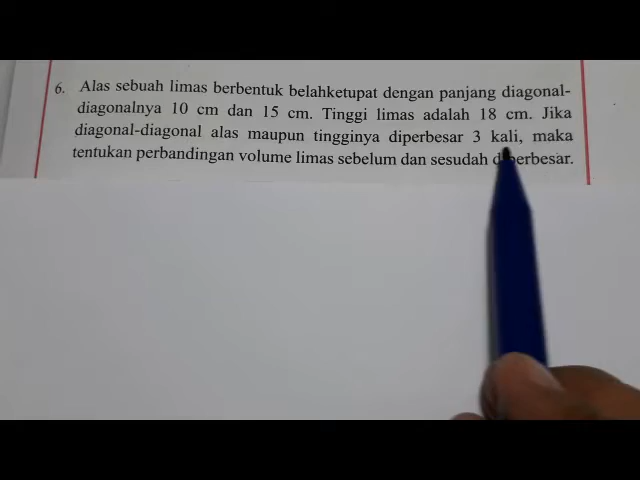 6. Alas sebuah limas berbentuk belahketupat dengan panjang diagonal-
diagonalnya 10 cm dan 15 cm. Tinggi limas adalah 18 cm. Jika
diagonal-diagonal alas maupun tingginya diperbesar 3 kali, maka
tentukan perbandingan volume limas sebelum dan sesudah diperbesar.